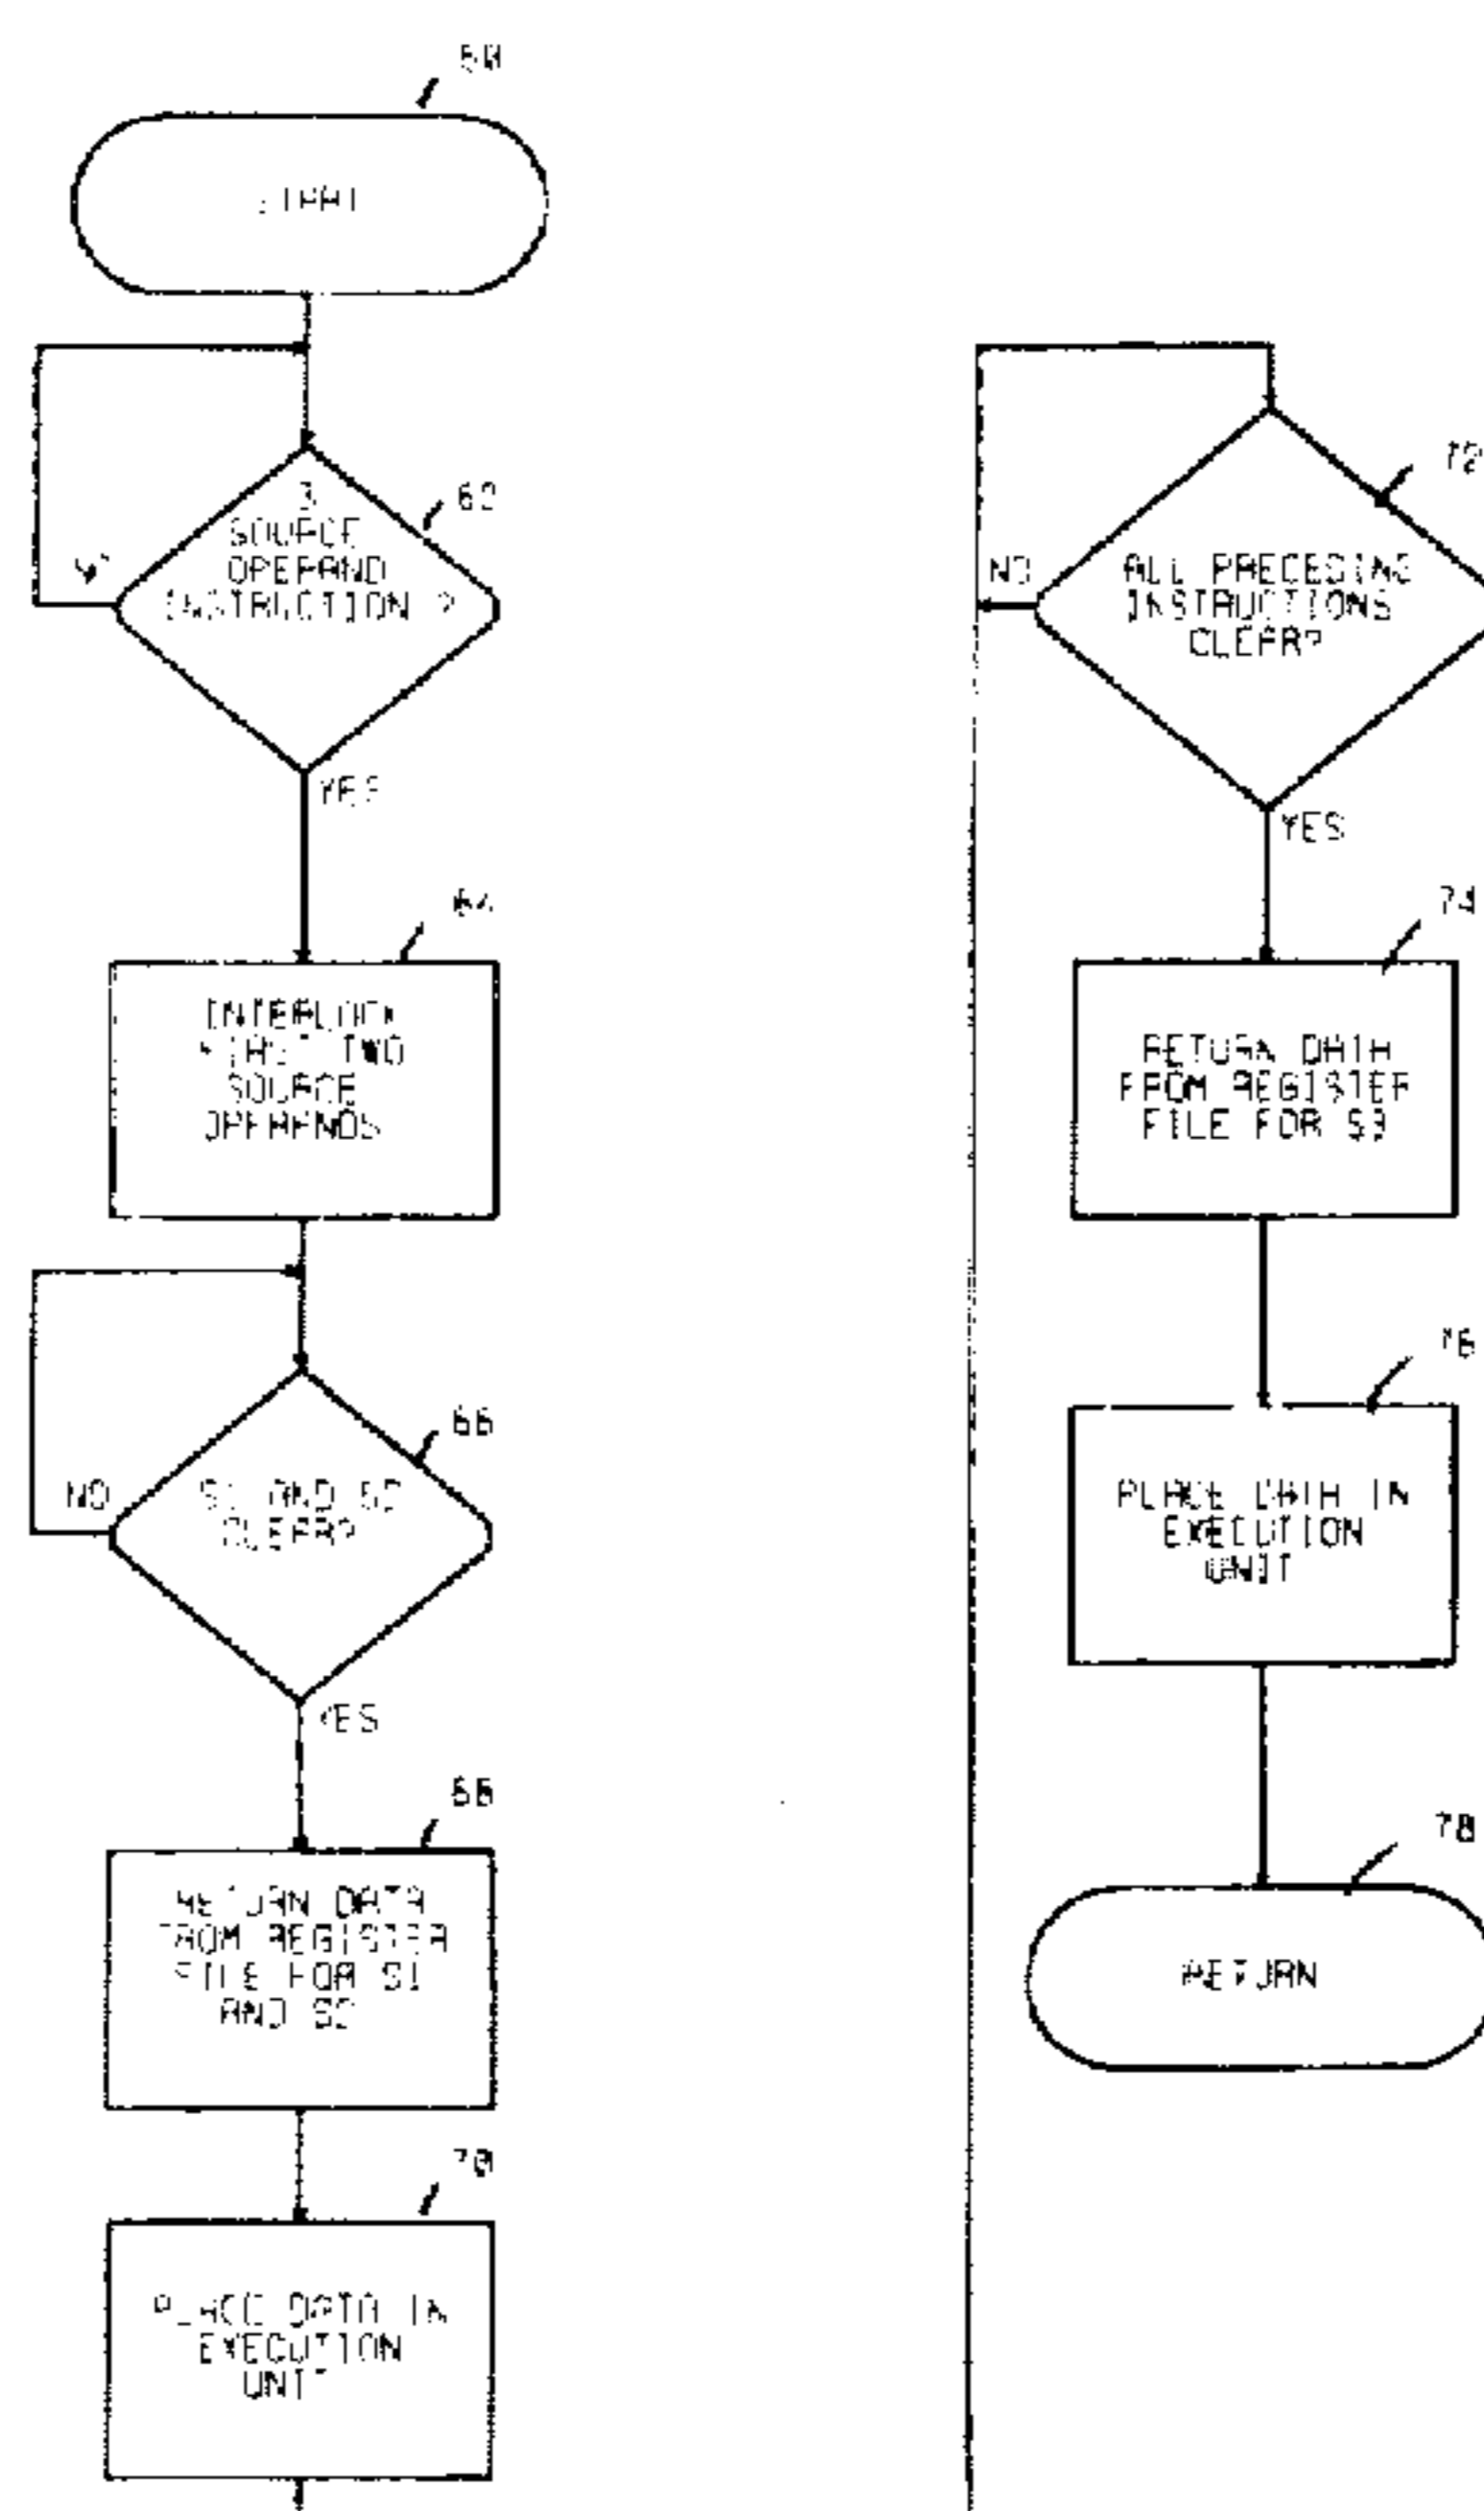 60
START
3
62
SOURCE
OPERAND
INSTRUCTION ?
NO
YES
64
INTERLOCK
FIRST TWO
SOURCE
OPERANDS
66
NO
S1 AND S2
CLEAR?
YES
68
RETURN DATA
FROM REGISTER
FILE FOR S1
AND S2
70
PLACE DATA IN
EXECUTION
UNIT
72
NO
ALL PRECEDING
INSTRUCTIONS
CLEAR?
YES
74
RETURN DATA
FROM REGISTER
FILE FOR S3
76
PLACE DATA IN
EXECUTION
UNIT
78
RETURN